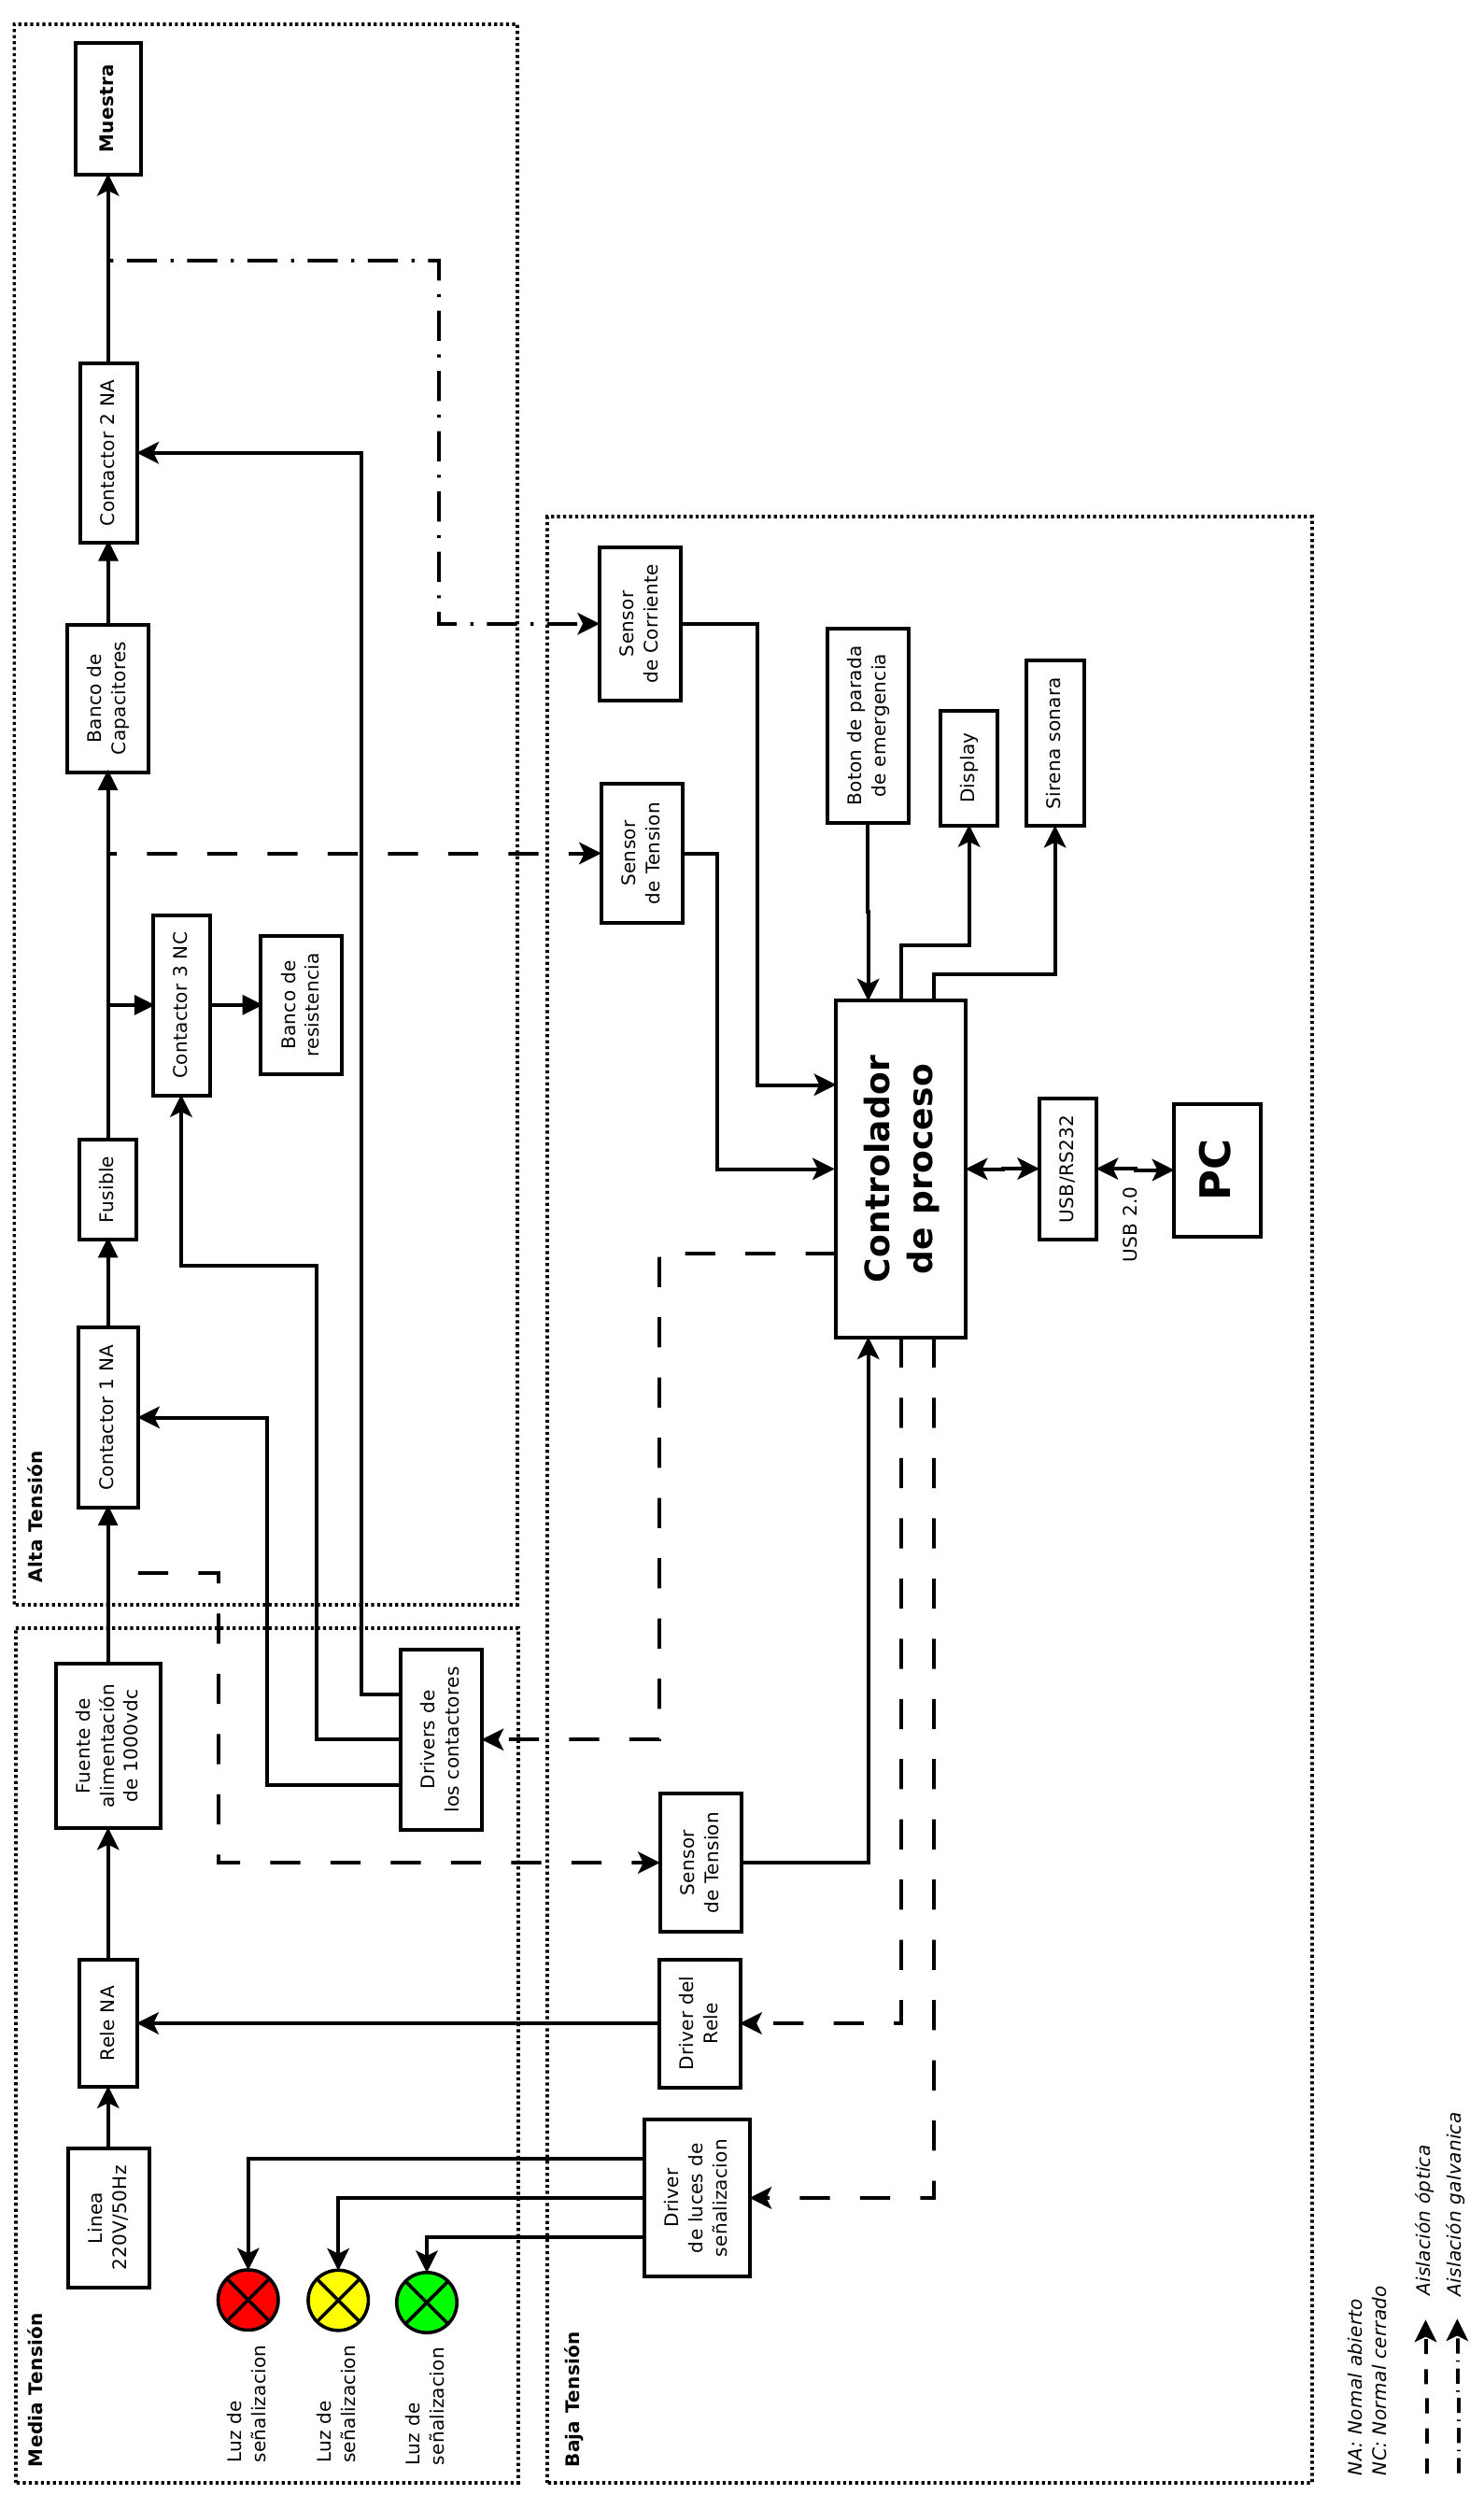 Media Tensión
Linea
220V/50Hz
Rele NA
Fuente de
alimentación
de 1000vdc
Luz de
señalizacion
Luz de
señalizacion
Luz de
señalizacion
Drivers de
los contactores
Alta Tensión
Contactor 1 NA
Fusible
Contactor 3 NC
Banco de
resistencia
Banco de
Capacitores
Contactor 2 NA
Muestra
Baja Tensión
Driver
de luces de
señalizacion
Driver del
Rele
Sensor
de Tension
Sensor
de Tension
Sensor
de Corriente
Controlador
de proceso
Boton de parada
de emergencia
Display
Sirena sonara
USB/RS232
USB 2.0
PC
NA: Nomal abierto
NC: Normal cerrado
Aislación óptica
Aislación galvanica